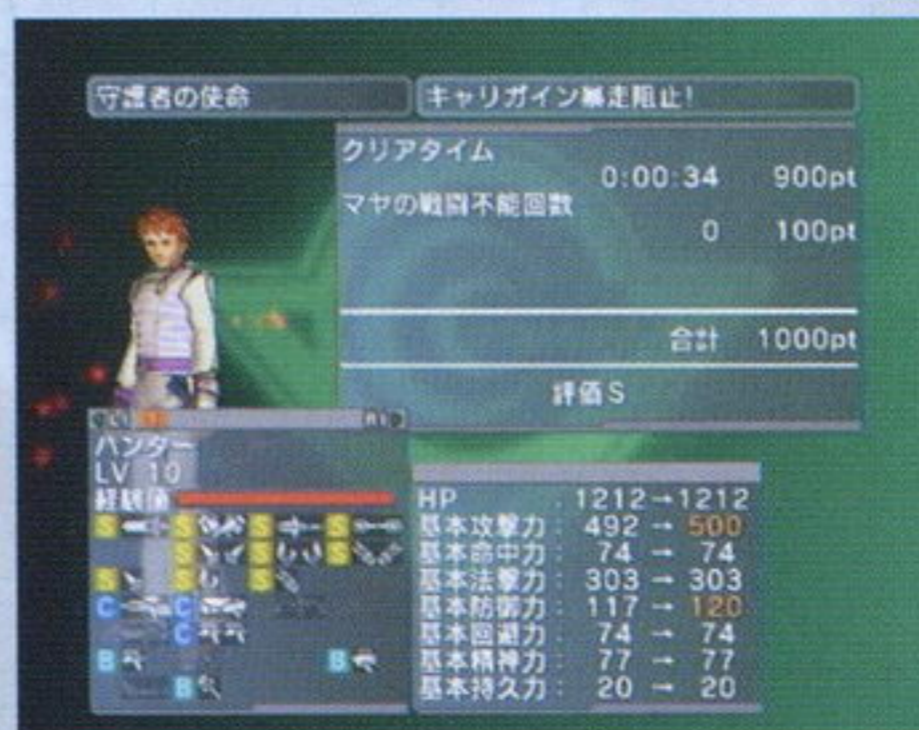 守護者の使命
キャリガイン暴走阻止!
クリアタイム
0:00:34 900pt
マヤの戦闘不能回数
0 100pt
合計 1000pt
評価S
ハンター
LV 10
経験値
S S S S
S S S
S S S
C C
C
B B
B
HP : 1212→1212
基本攻撃力: 492 → 500
基本命中力: 74 → 74
基本法撃力: 303 → 303
基本防御力: 117 → 120
基本回避力: 74 → 74
基本精神力: 77 → 77
基本持久力: 20 → 20